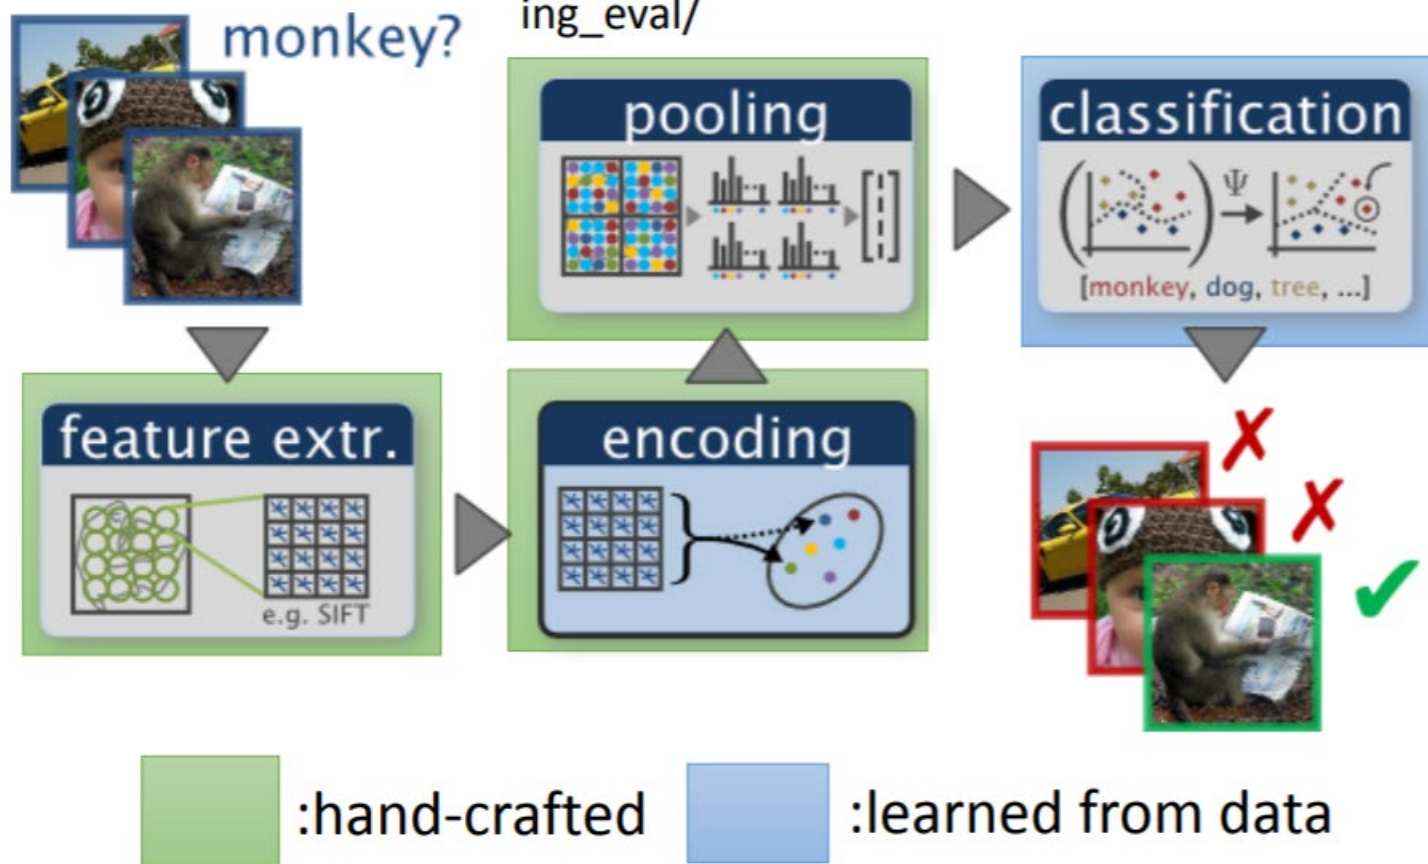 monkey?
ing_eval/
pooling
classification
Ψ
[monkey, dog, tree, ...]
feature extr.
e.g. SIFT
encoding
:hand-crafted
:learned from data